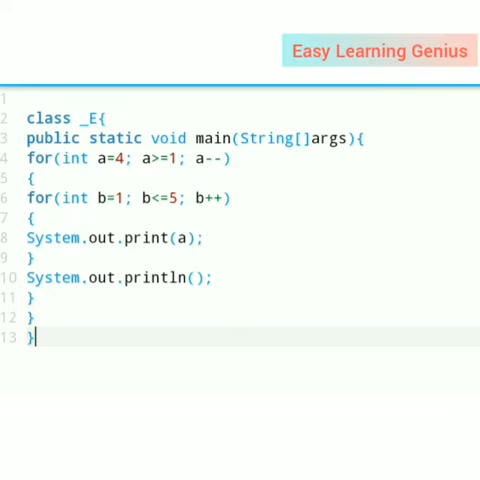 Easy Learning Genius
1
2 class _E{
3 public static void main(String[]args){
4 for(int a=4; a>=1; a--)
5 {
6 for(int b=1; b<=5; b++)
7 {
8 System.out.print(a);
9 }
10 System.out.println();
11 }
12 }
13 }